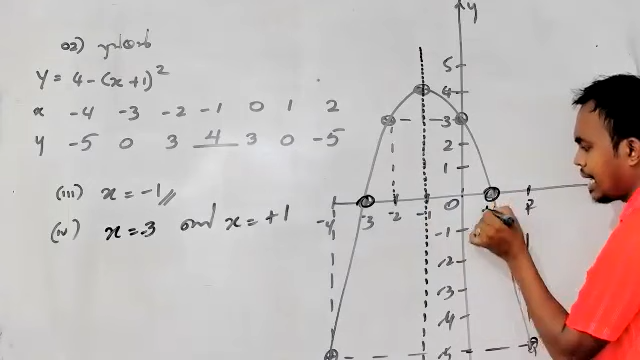 y = 4 - (x + 1)²
x -4 -3 -2 -1 0 1 2
y -5 0 3 4 3 0 -5
(iii) x = -1
(iv) x = -3 හෝ x = +1
y
5
4
3
2
1
-4 -3 -2 -1 0 2
-1
-2
-3
-4
-5